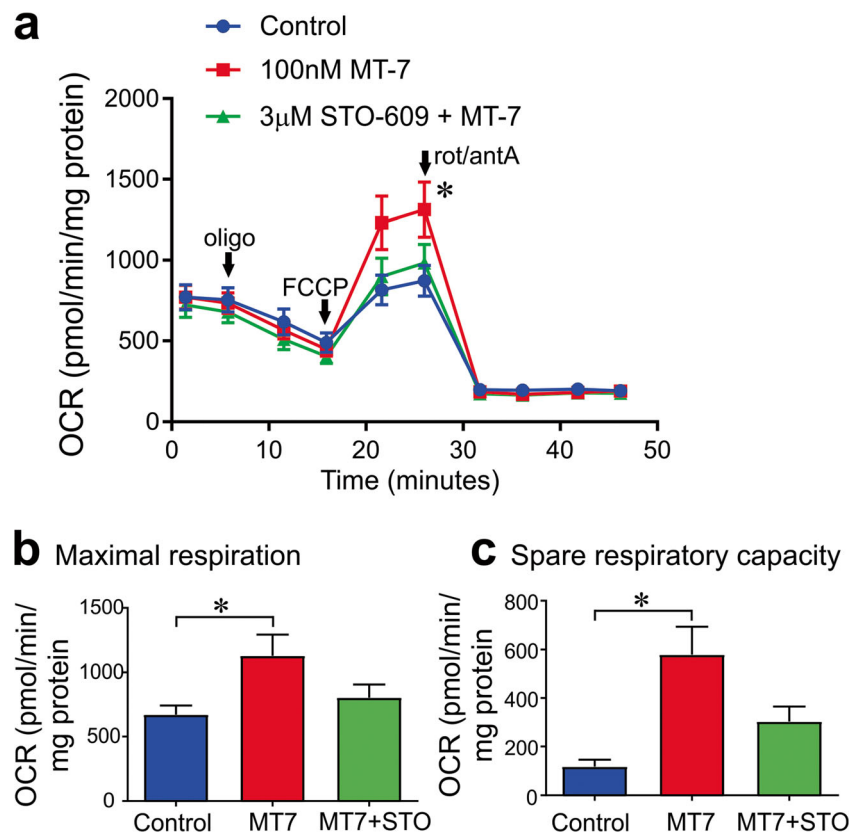 a
Control
100nM MT-7
3μM STO-609 + MT-7
OCR (pmol/min/mg protein)
2000
1500
1000
500
0
oligo
FCCP
rot/antA
*
0 10 20 30 40 50
Time (minutes)
b Maximal respiration
OCR (pmol/min/
mg protein
1500
1000
500
0
*
Control MT7 MT7+STO
c Spare respiratory capacity
OCR (pmol/min/
mg protein
800
600
400
200
0
*
Control MT7 MT7+STO